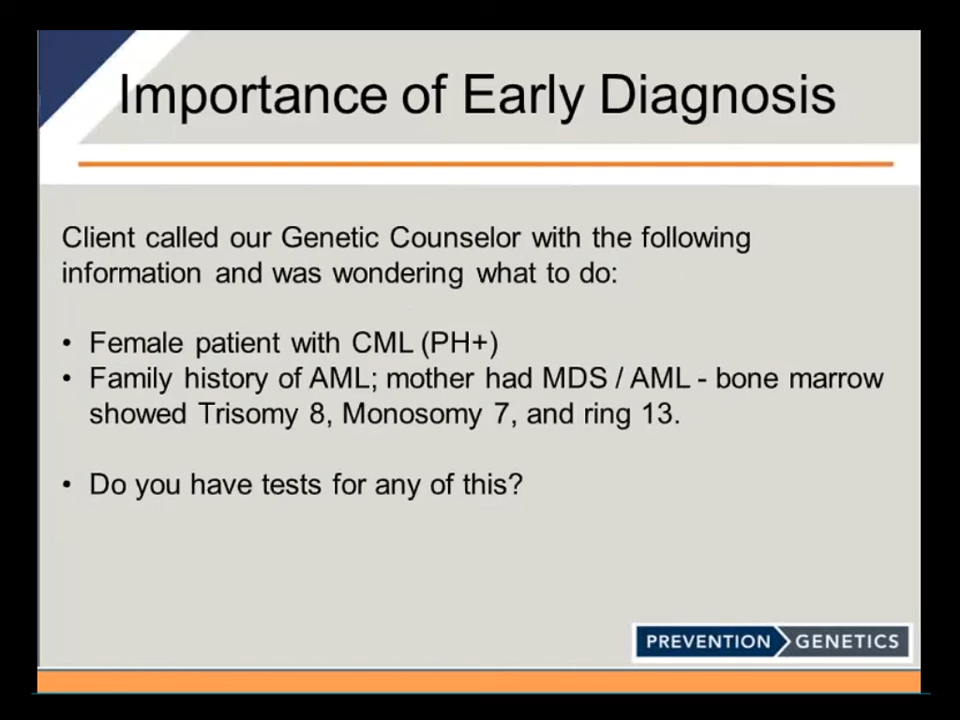 Importance of Early Diagnosis
Client called our Genetic Counselor with the following
information and was wondering what to do:
• Female patient with CML (PH+)
• Family history of AML; mother had MDS / AML - bone marrow
showed Trisomy 8, Monosomy 7, and ring 13.
• Do you have tests for any of this?
PREVENTION GENETICS